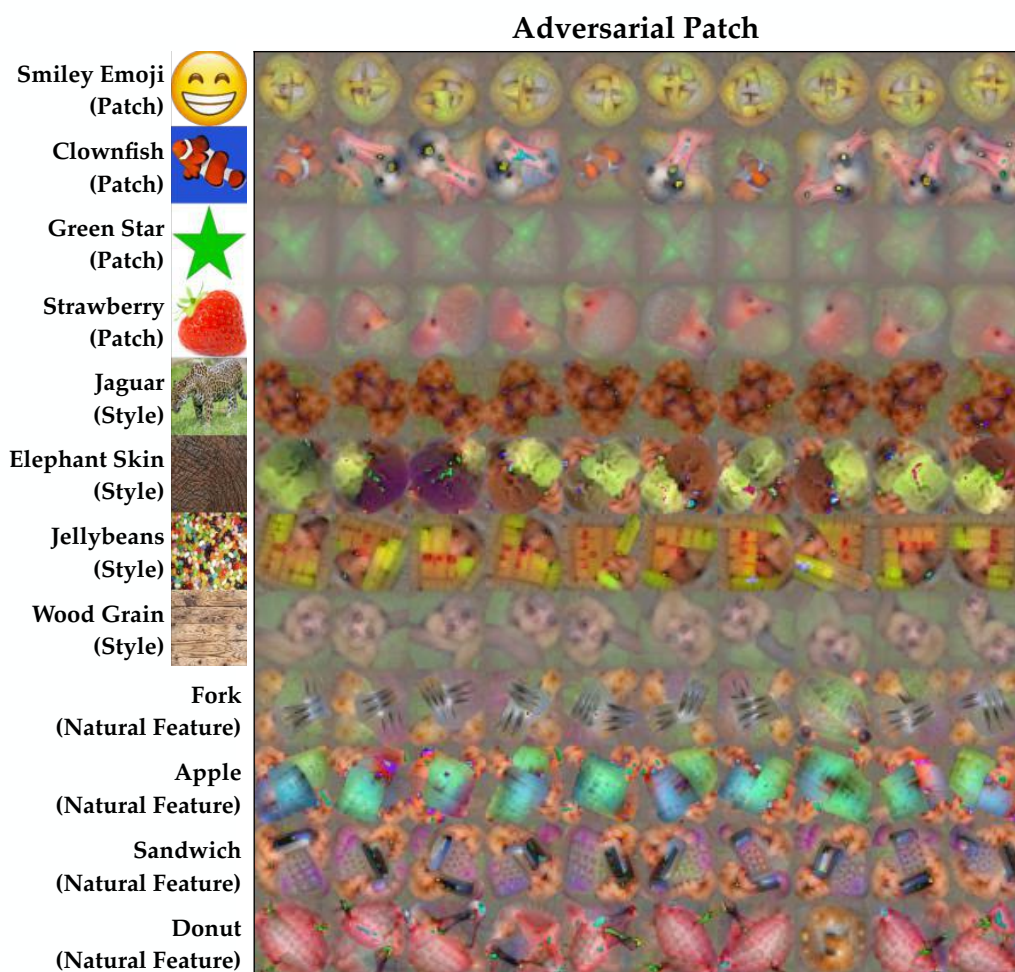 Adversarial Patch
Smiley Emoji
(Patch)
Clownfish
(Patch)
Green Star
(Patch)
Strawberry
(Patch)
Jaguar
(Style)
Elephant Skin
(Style)
Jellybeans
(Style)
Wood Grain
(Style)
Fork
(Natural Feature)
Apple
(Natural Feature)
Sandwich
(Natural Feature)
Donut
(Natural Feature)